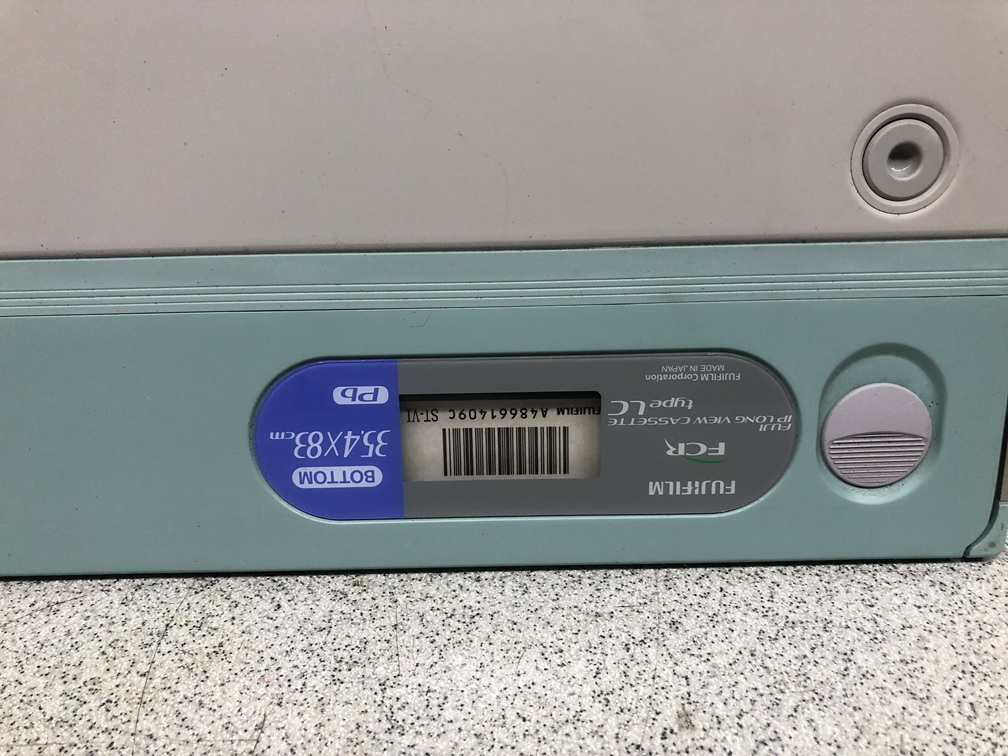 FUJIFILM
FCR
FUJI
IP LONG VIEW CASSETTE
type LC
FUJIFILM Corporation
MADE IN JAPAN
FUJIFILM A48661409C ST-VI
BOTTOM
35.4X83cm
Pb